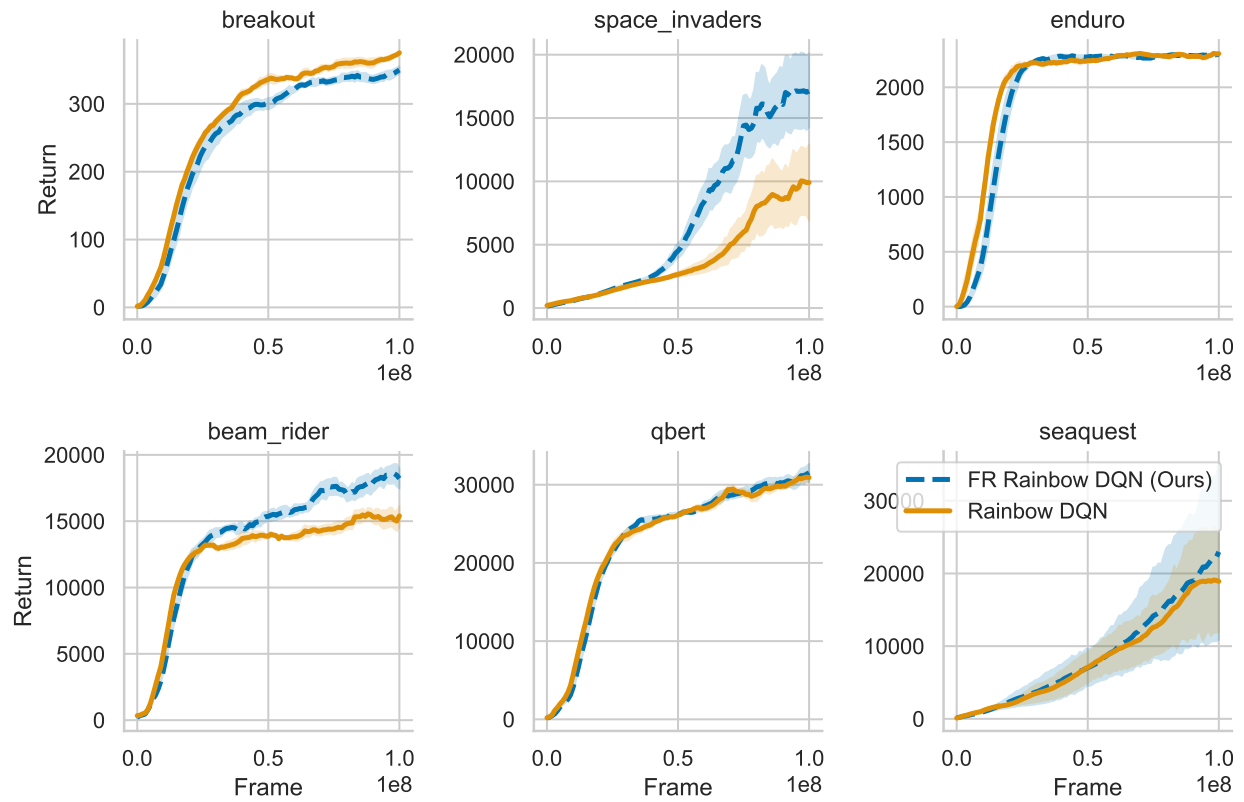 breakout
space_invaders
enduro
Return
300
200
100
0
20000
15000
10000
5000
0
2000
1500
1000
500
0
0.0 0.5 1.0
1e8
0.0 0.5 1.0
1e8
0.0 0.5 1.0
1e8
beam_rider
qbert
seaquest
Return
20000
15000
10000
5000
0
30000
20000
10000
0
30000
20000
10000
0
FR Rainbow DQN (Ours)
Rainbow DQN
0.0 0.5 1.0
1e8
Frame
0.0 0.5 1.0
1e8
Frame
0.0 0.5 1.0
1e8
Frame